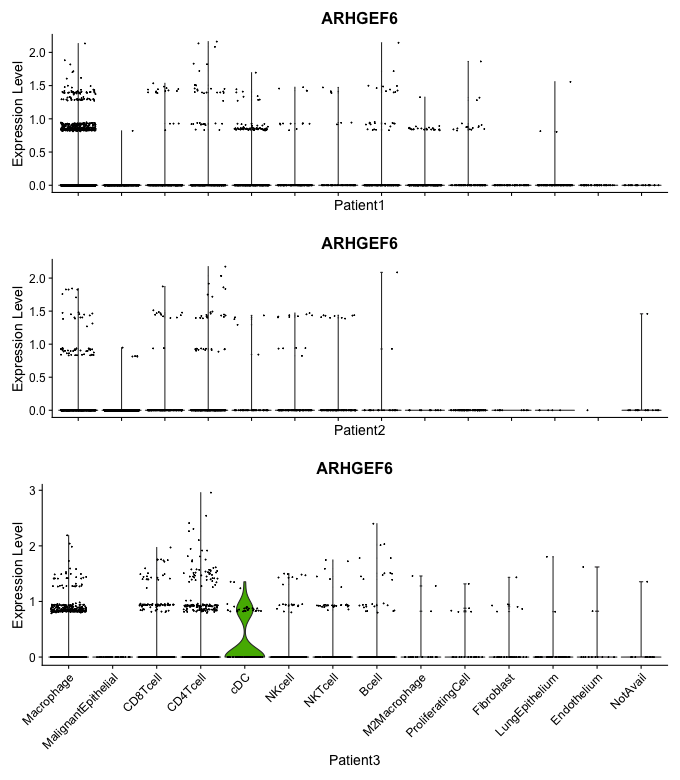 ARHGEF6
Expression Level
2.0
1.5
1.0
0.5
0.0
Patient1
ARHGEF6
Expression Level
2.0
1.5
1.0
0.5
0.0
Patient2
ARHGEF6
Expression Level
3
2
1
0
Macrophage
MalignantEpithelial
CD8Tcell
CD4Tcell
cDC
NKcell
NKTcell
Bcell
M2Macrophage
ProliferatingCell
Fibroblast
LungEpithelium
Endothelium
NotAvail
Patient3